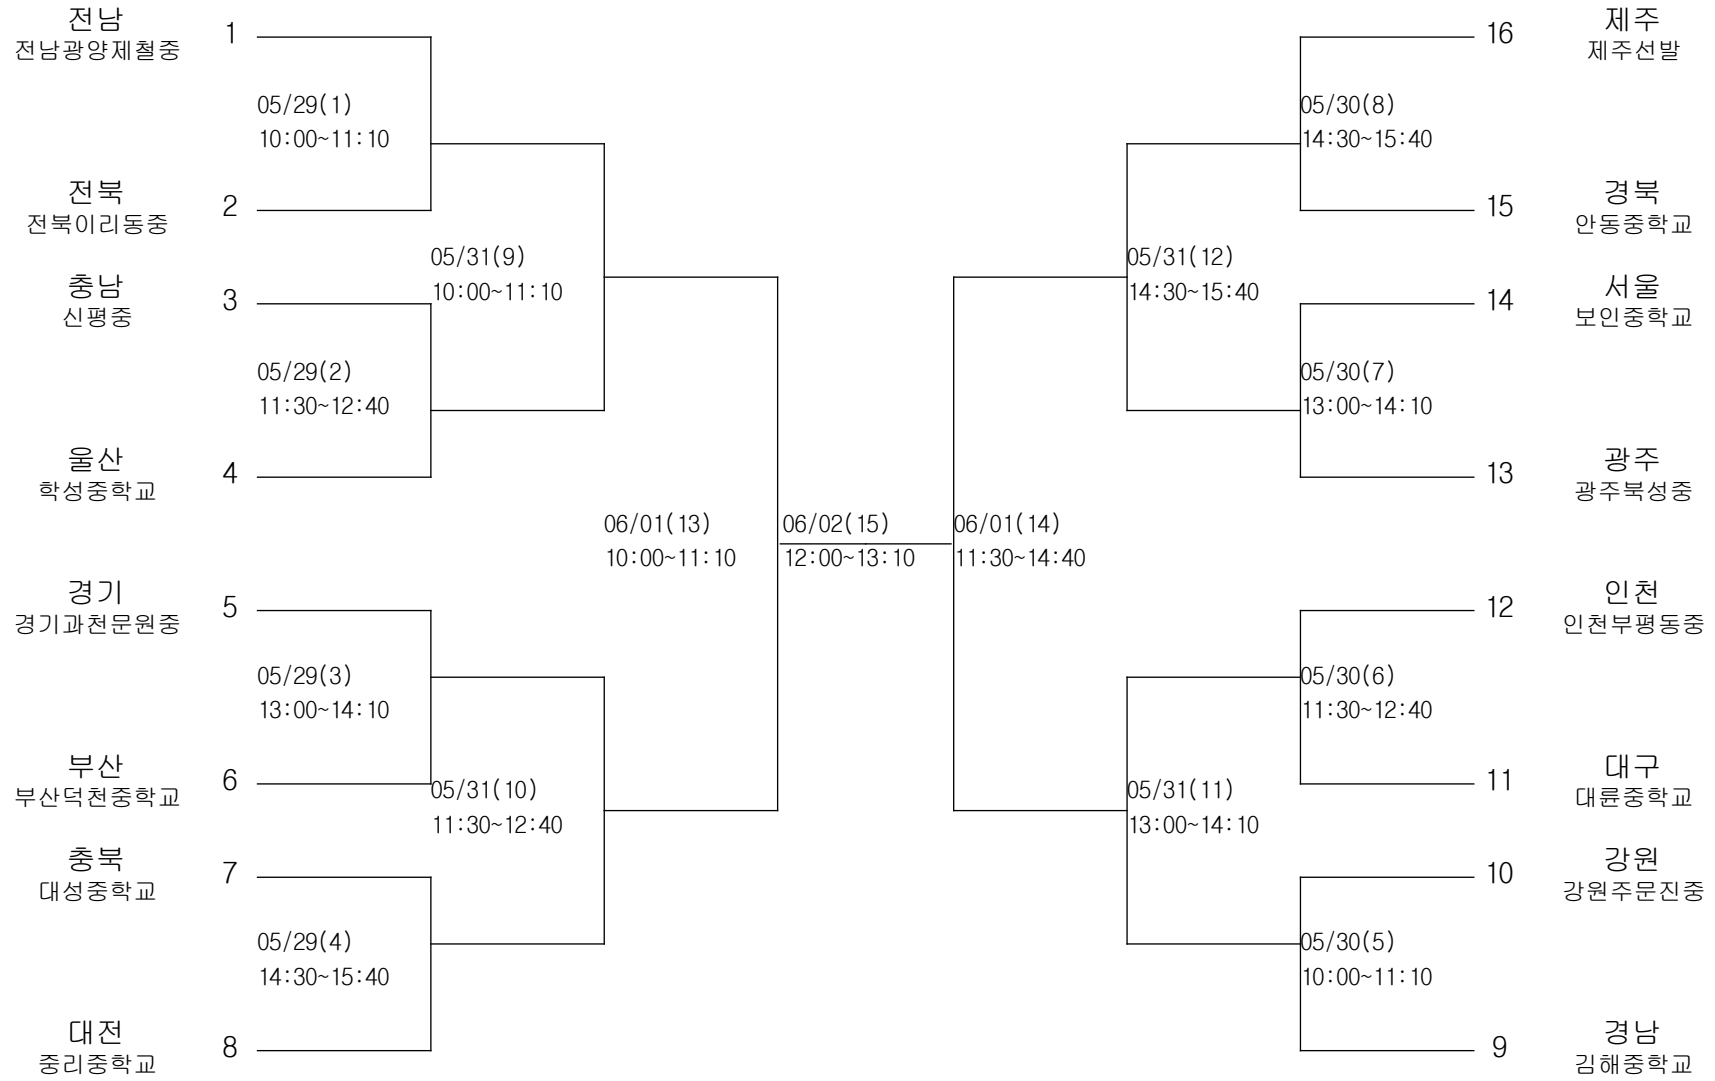 전남
전남광양제철중
1
05/29(1)
10:00~11:10
전북
전북이리동중
2
05/31(9)
10:00~11:10
충남
신평중
3
05/29(2)
11:30~12:40
울산
학성중학교
4
06/01(13)
10:00~11:10
경기
경기과천문원중
5
05/29(3)
13:00~14:10
부산
부산덕천중학교
6
05/31(10)
11:30~12:40
충북
대성중학교
7
05/29(4)
14:30~15:40
대전
중리중학교
8
06/02(15)
12:00~13:10
16
제주
제주선발
05/30(8)
14:30~15:40
15
경북
안동중학교
05/31(12)
14:30~15:40
14
서울
보인중학교
05/30(7)
13:00~14:10
13
광주
광주북성중
06/01(14)
11:30~14:40
12
인천
인천부평동중
05/30(6)
11:30~12:40
11
대구
대륜중학교
05/31(11)
13:00~14:10
10
강원
강원주문진중
05/30(5)
10:00~11:10
9
경남
김해중학교